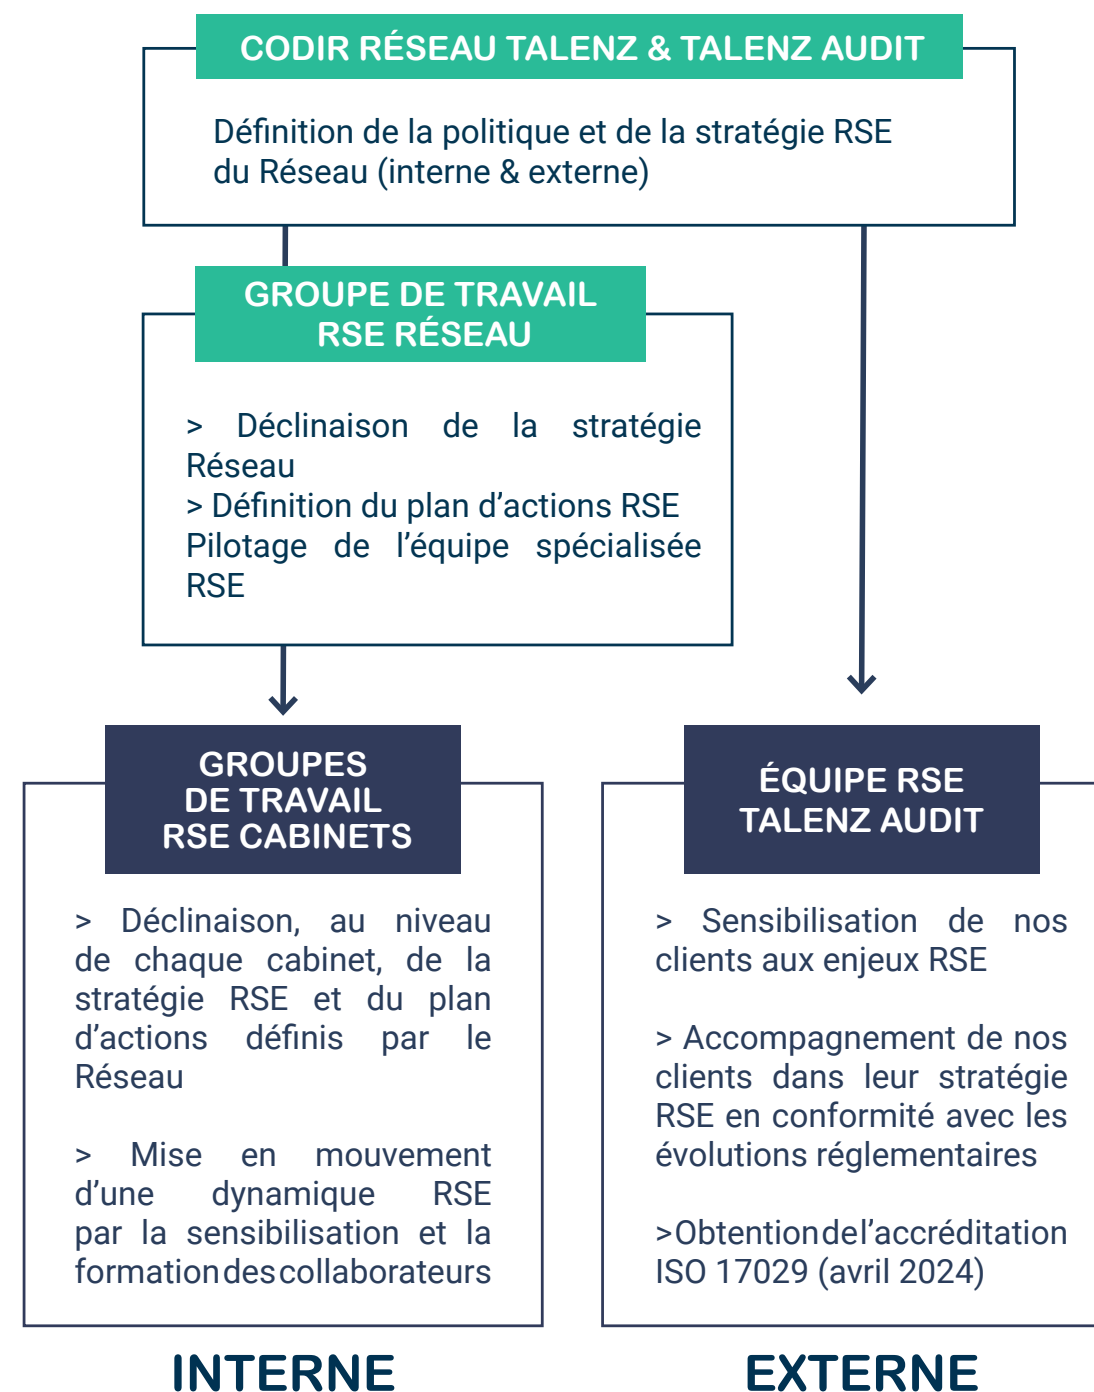 CODIR RÉSEAU TALENZ & TALENZ AUDIT
Définition de la politique et de la stratégie RSE
du Réseau (interne & externe)
GROUPE DE TRAVAIL
RSE RÉSEAU
> Déclinaison de la stratégie
Réseau
> Définition du plan d’actions RSE
Pilotage de l’équipe spécialisée
RSE
GROUPES
DE TRAVAIL
RSE CABINETS
> Déclinaison, au niveau
de chaque cabinet, de la
stratégie RSE et du plan
d’actions définis par le
Réseau
> Mise en mouvement
d’une dynamique RSE
par la sensibilisation et la
formation des collaborateurs
INTERNE
ÉQUIPE RSE
TALENZ AUDIT
> Sensibilisation de nos
clients aux enjeux RSE
> Accompagnement de nos
clients dans leur stratégie
RSE en conformité avec les
évolutions réglementaires
> Obtention de l’accréditation
ISO 17029 (avril 2024)
EXTERNE